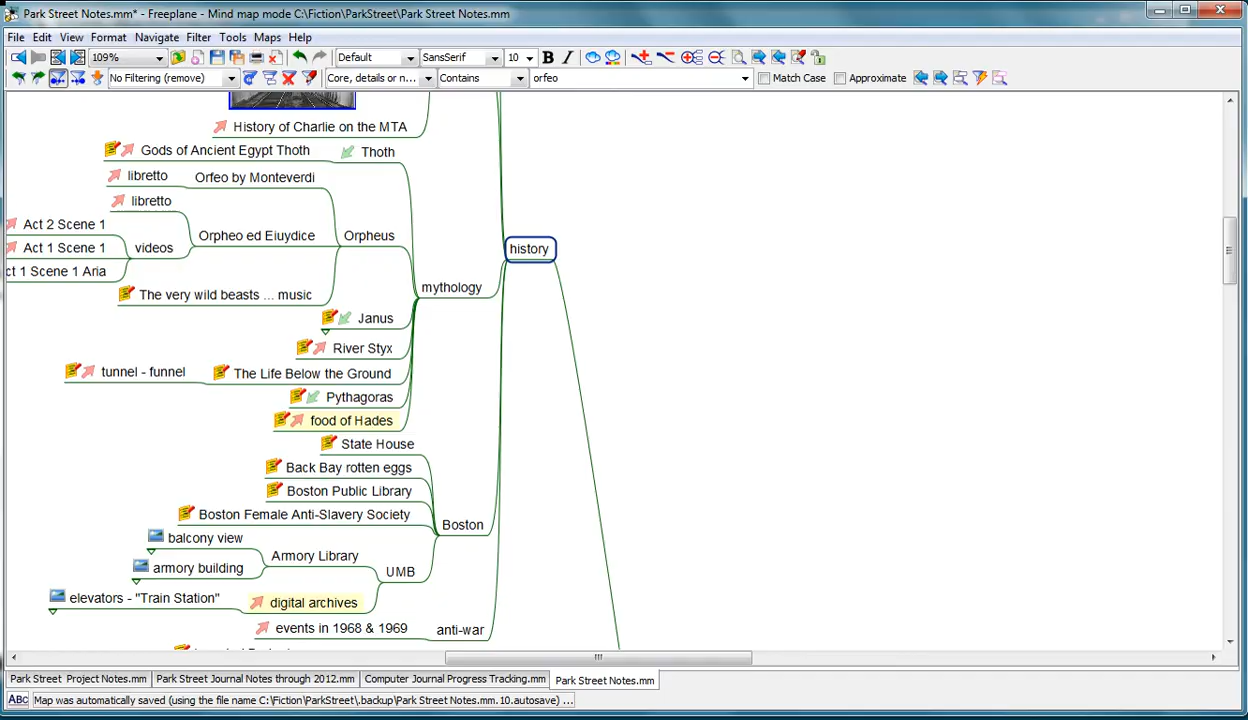 Park Street Notes.mm* - Freeplane - Mind map mode C:\Fiction\ParkStreet\Park Street Notes.mm)
File Edit View Format Navigate Filter Tools Maps Help
109% Default SansSerif 10 B I
No Filtering (remove) Core, details or n... Contains orfeo Match Case Approximate
History of Charlie on the MTA
Gods of Ancient Egypt Thoth Thoth
libretto Orfeo by Monteverdi
libretto
Act 2 Scene 1
Orpheo ed Eiuydice Orpheus
Act 1 Scene 1 videos history
ct 1 Scene 1 Aria
mythology
The very wild beasts ... music
Janus
River Styx
tunnel - funnel The Life Below the Ground
Pythagoras
food of Hades
State House
Back Bay rotten eggs
Boston Public Library
Boston Female Anti-Slavery Society
Boston
balcony view
Armory Library
armory building UMB
elevators - "Train Station" digital archives
events in 1968 & 1969 anti-war
Park Street  Project Notes.mm Park Street Journal Notes through 2012.mm Computer Journal Progress Tracking.mm Park Street Notes.mm
ABC Map was automatically saved (using the file name C:\Fiction\ParkStreet\.backup\Park Street Notes.mm.10.autosave) ...